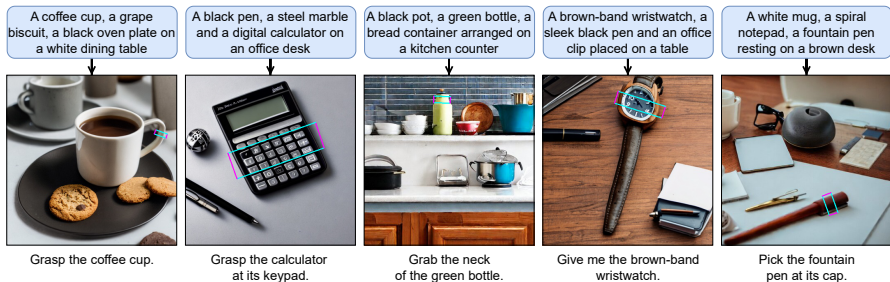 A coffee cup, a grape
biscuit, a black oven plate on
a white dining table
A black pen, a steel marble
and a digital calculator on
an office desk
A black pot, a green bottle, a
bread container arranged on
a kitchen counter
A brown-band wristwatch, a
sleek black pen and an office
clip placed on a table
A white mug, a spiral
notepad, a fountain pen
resting on a brown desk
Grasp the coffee cup.
Grasp the calculator
at its keypad.
Grab the neck
of the green bottle.
Give me the brown-band
wristwatch.
Pick the fountain
pen at its cap.